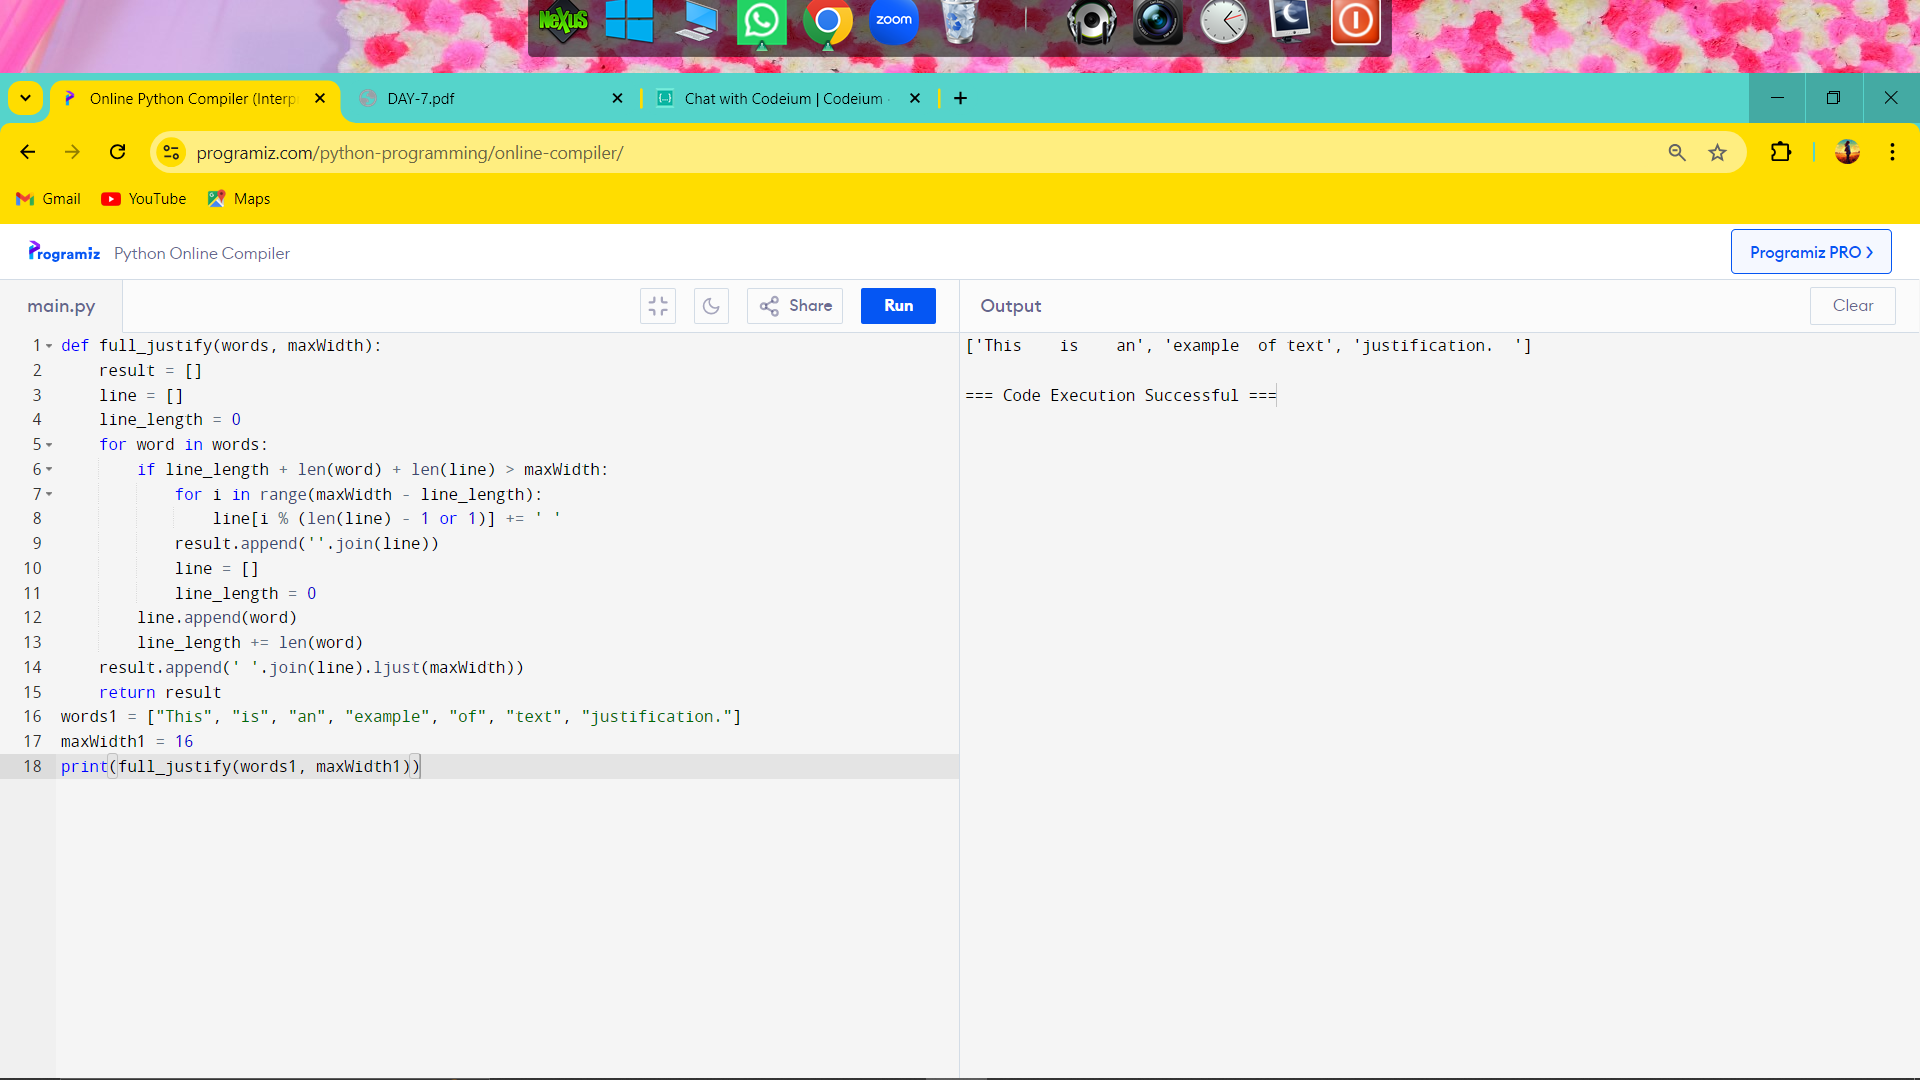 NeXuS
zoom
Online Python Compiler (Interp
DAY-7.pdf
Chat with Codeium | Codeium
programiz.com/python-programming/online-compiler/
Gmail
YouTube
Maps
Programiz
Python Online Compiler
Programiz PRO >
main.py
Share
Run
Output
Clear
1 def full_justify(words, maxWidth):
2     result = []
3     line = []
4     line_length = 0
5     for word in words:
6         if line_length + len(word) + len(line) > maxWidth:
7             for i in range(maxWidth - line_length):
8                 line[i % (len(line) - 1 or 1)] += ' '
9             result.append(''.join(line))
10             line = []
11             line_length = 0
12         line.append(word)
13         line_length += len(word)
14     result.append(' '.join(line).ljust(maxWidth))
15     return result
16 words1 = ["This", "is", "an", "example", "of", "text", "justification."]
17 maxWidth1 = 16
18 print(full_justify(words1, maxWidth1))
['This    is    an', 'example  of text', 'justification.  ']
=== Code Execution Successful ===